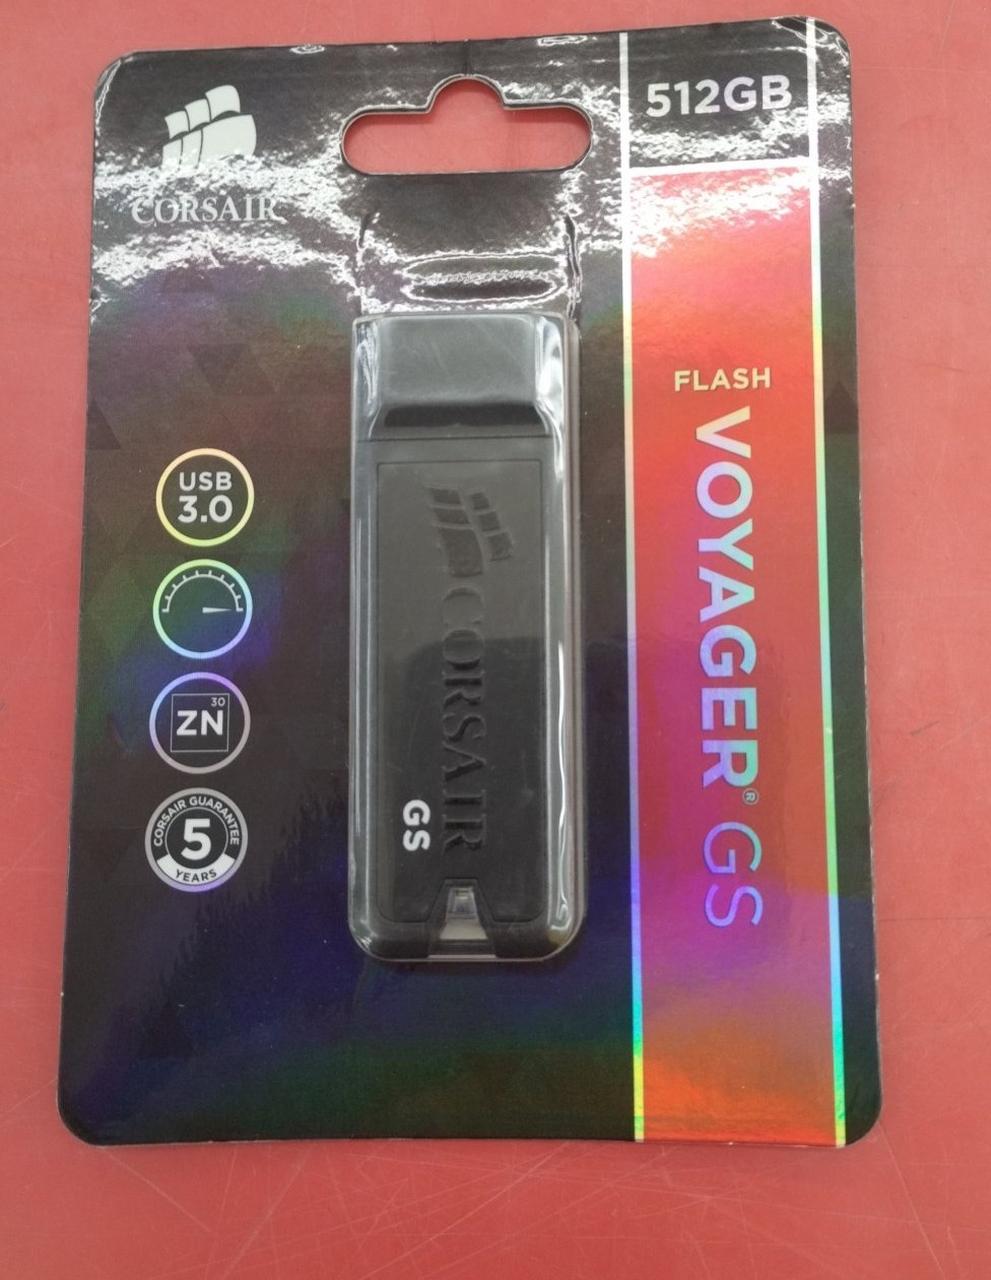 CORSAIR
512GB
FLASH
VOYAGER® GS
USB
3.0
ZN 30
CORSAIR GUARANTEE
5
YEARS
CORSAIR
GS